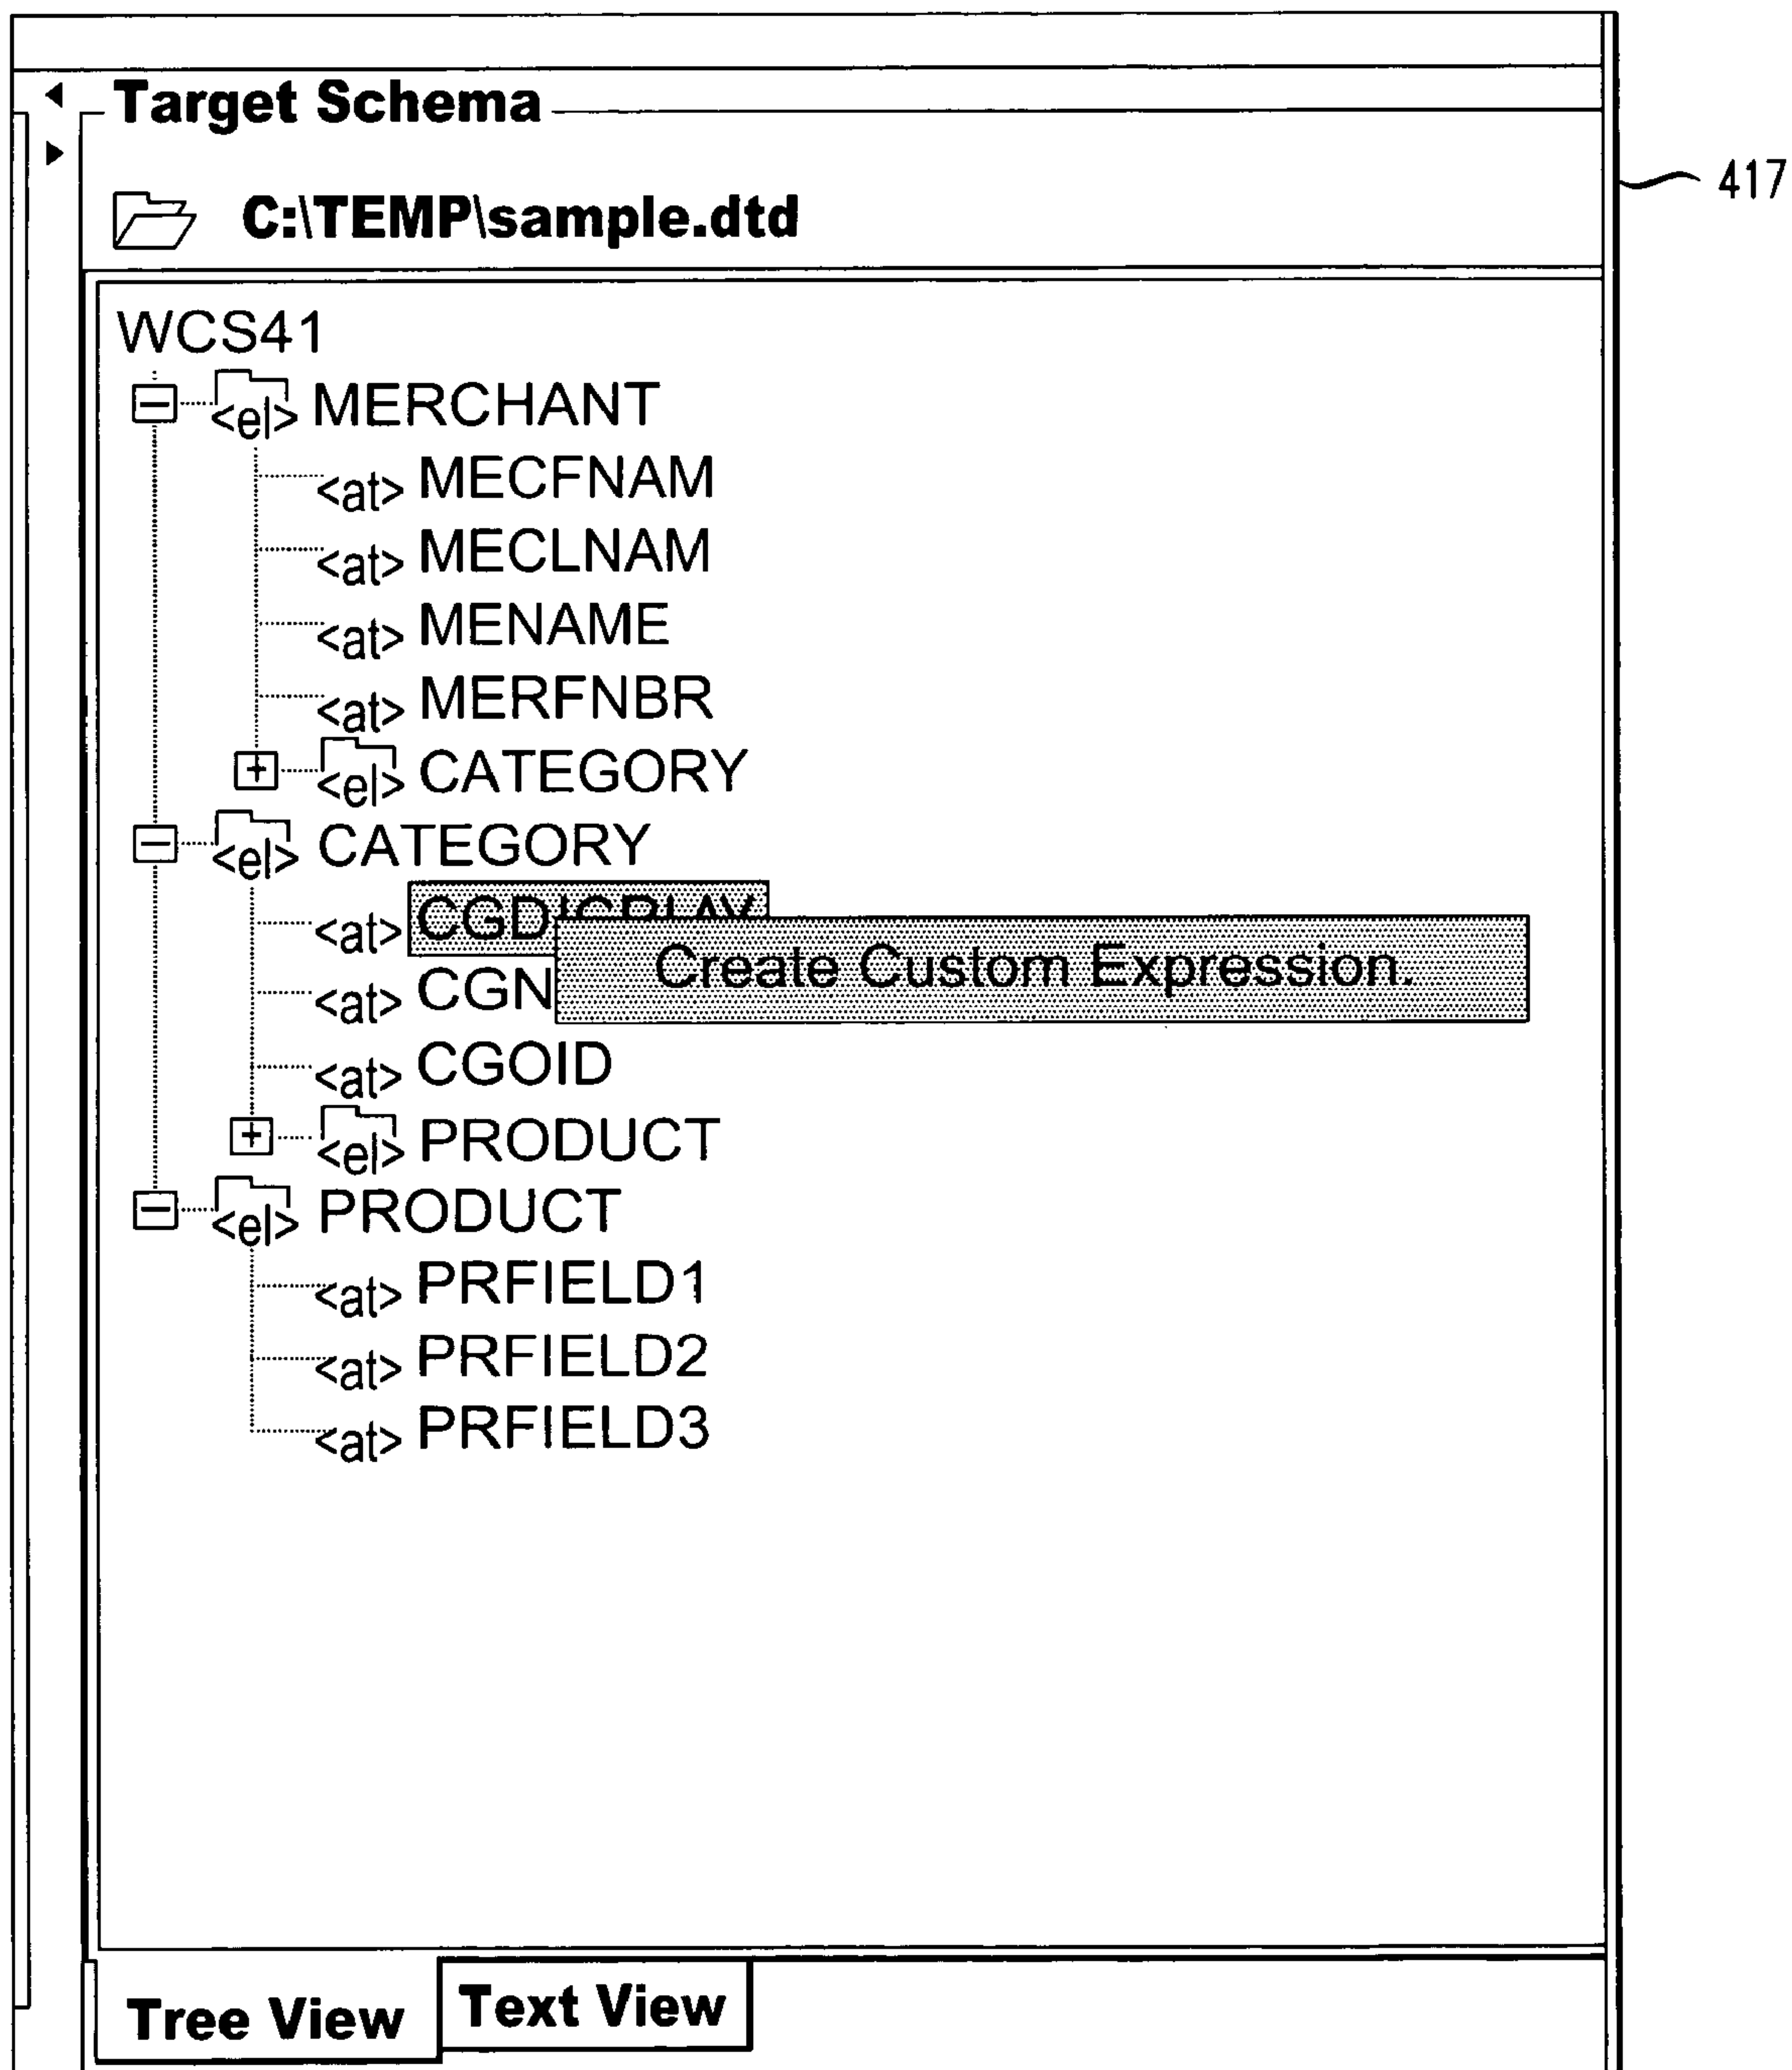 Target Schema
417
C:\TEMP\sample.dtd
WCS41
<el> MERCHANT
<at> MECFNAM
<at> MECLNAM
<at> MENAME
<at> MERFNBR
<el> CATEGORY
<el> CATEGORY
<at> CGDISPLAY
Create Custom Expression.
<at> CGN
<at> CGOID
<el> PRODUCT
<el> PRODUCT
<at> PRFIELD1
<at> PRFIELD2
<at> PRFIELD3
Tree View Text View